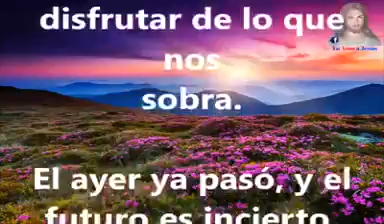 disfrutar de lo que
nos
sobra.
El ayer ya pasó, y el
futuro es incierto